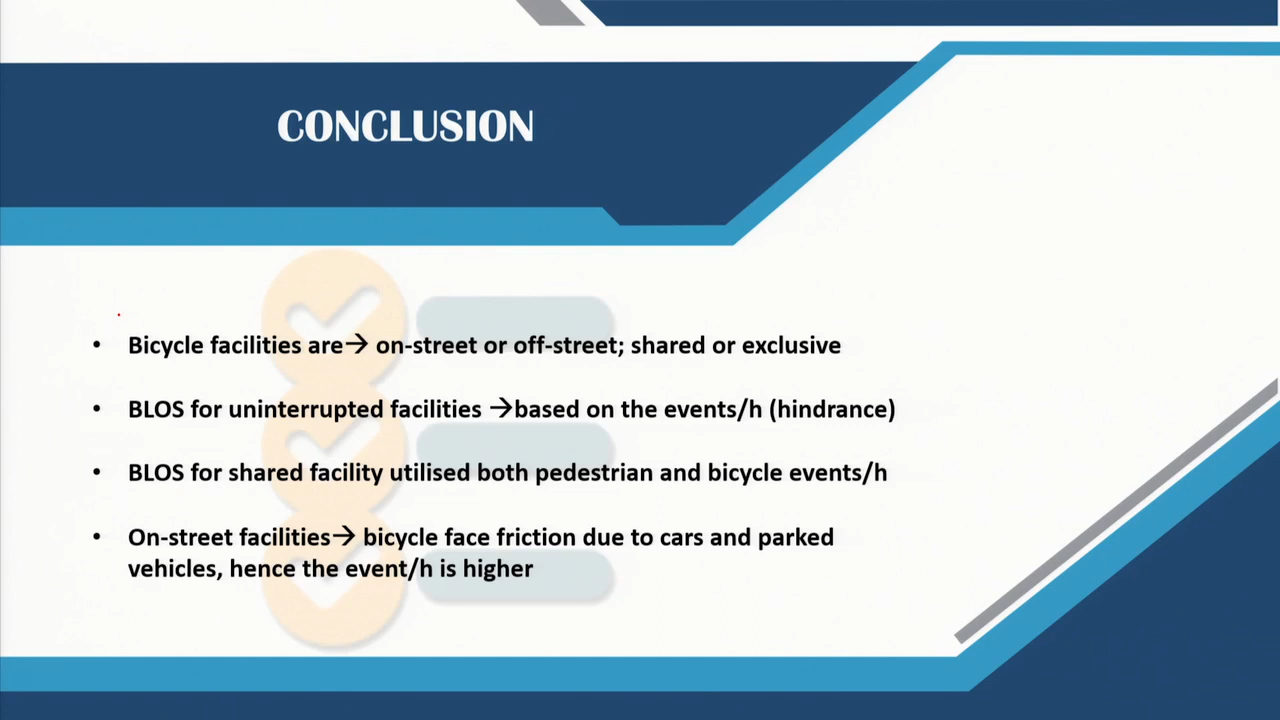 CONCLUSION
• Bicycle facilities are→ on-street or off-street; shared or exclusive
• BLOS for uninterrupted facilities →based on the events/h (hindrance)
• BLOS for shared facility utilised both pedestrian and bicycle events/h
• On-street facilities→ bicycle face friction due to cars and parked
vehicles, hence the event/h is higher